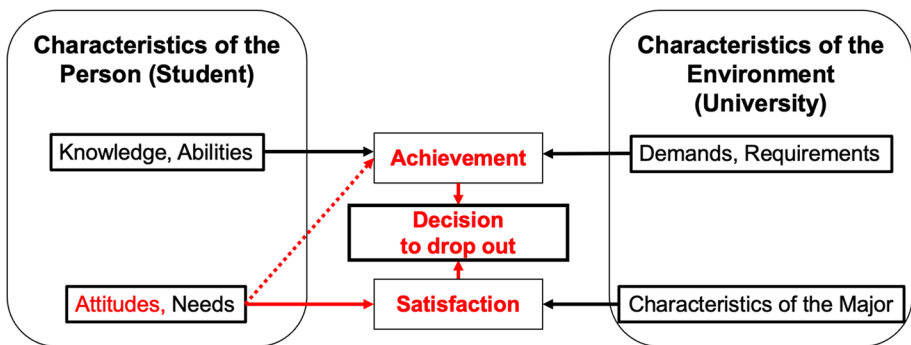 Characteristics of the
Person (Student)
Characteristics of the
Environment
(University)
Knowledge, Abilities
Achievement
Demands, Requirements
Decision
to drop out
Attitudes, Needs
Satisfaction
Characteristics of the Major